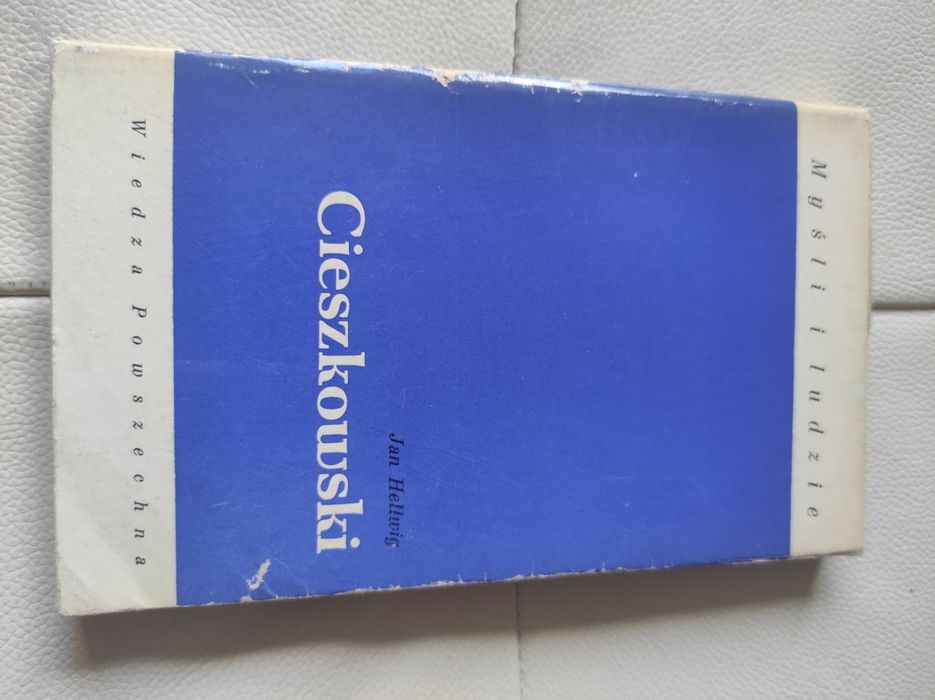 Myśli i ludzie
Jan Hellwig
Cieszkowski
Wiedza Powszechna